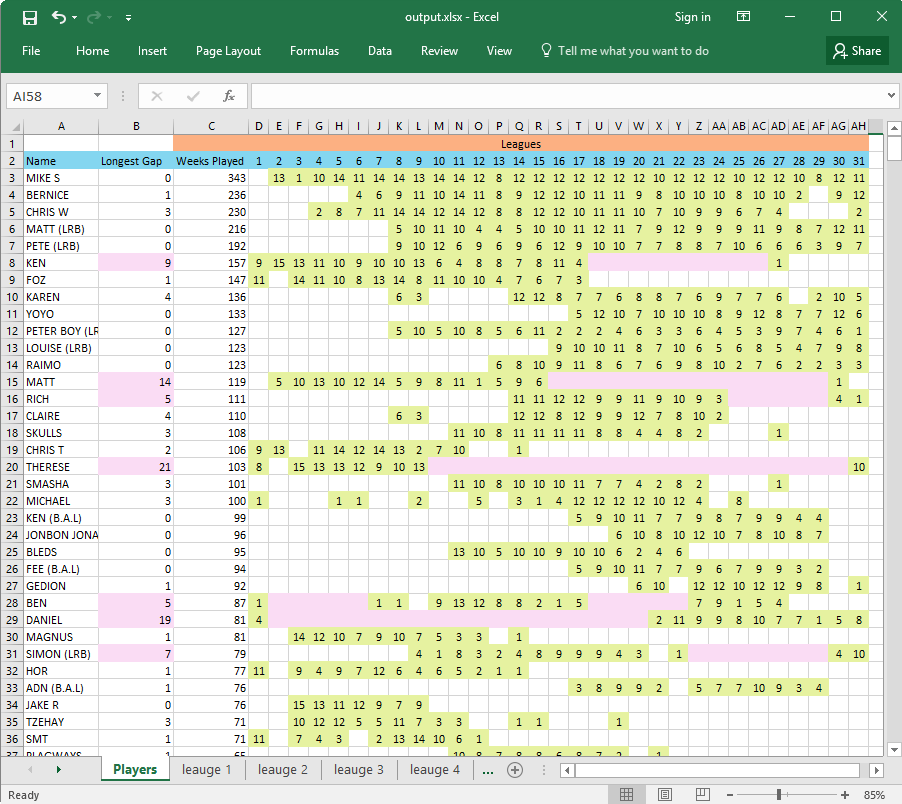 output.xlsx - Excel
Sign in
File Home Insert Page Layout Formulas Data Review View Tell me what you want to do Share
AI58 fx
A B C D E F G H I J K L M N O P Q R S T U V W X Y Z AA AB AC AD AE AF AG AH
1 Leagues
2 Name Longest Gap Weeks Played 1 2 3 4 5 6 7 8 9 10 11 12 13 14 15 16 17 18 19 20 21 22 23 24 25 26 27 28 29 30 31
3 MIKE S 0 343 13 1 10 14 11 14 14 13 14 14 12 8 12 12 12 12 12 12 12 12 12 12 12 12 12 12 10 8 12 11
4 BERNICE 1 236 4 6 9 11 10 14 11 8 9 12 12 10 11 11 9 8 10 10 10 8 10 10 2 9 12
5 CHRIS W 3 230 2 8 7 11 14 14 12 14 12 8 8 12 12 10 11 11 10 7 10 9 9 6 7 4 2
6 MATT (LRB) 0 216 5 10 11 10 4 4 5 10 10 11 12 11 7 9 12 9 9 9 11 9 8 7 12 11
7 PETE (LRB) 0 192 9 10 12 6 9 6 9 6 12 9 10 10 7 7 8 8 7 10 6 6 6 3 9 7
8 KEN 9 157 9 15 13 11 10 9 10 10 13 6 4 8 8 7 8 11 4 1
9 FOZ 1 147 11 14 11 10 8 13 14 8 11 10 10 4 7 6 7 3
10 KAREN 4 136 6 3 12 12 8 7 7 6 8 8 7 6 9 7 7 6 2 10 5
11 YOYO 0 133 5 12 10 7 10 10 10 8 9 12 8 7 7 12 6
12 PETER BOY (LR 0 127 5 10 5 10 8 5 6 11 2 2 2 4 6 3 3 6 4 5 3 9 7 4 6 1
13 LOUISE (LRB) 0 123 9 10 10 11 8 7 10 6 5 6 8 5 4 7 9 8
14 RAIMO 0 123 6 8 10 9 11 8 6 7 6 9 8 10 2 7 6 2 2 3 3
15 MATT 14 119 5 10 13 10 12 14 5 9 8 11 1 5 9 6 1
16 RICH 5 111 11 11 12 12 9 9 11 9 10 9 3 4 1
17 CLAIRE 4 110 6 3 12 12 8 12 9 9 12 7 8 10 2
18 SKULLS 3 108 11 10 8 11 11 11 11 8 8 4 4 8 2 1
19 CHRIS T 2 106 9 13 11 14 12 14 13 2 7 10 1
20 THERESE 21 103 8 15 13 13 12 9 10 13 10
21 SMASHA 3 101 11 10 8 10 10 10 11 7 7 4 2 8 2 1
22 MICHAEL 3 100 1 1 1 2 5 3 1 4 12 12 12 12 10 12 4 8
23 KEN (B.A.L) 0 99 5 9 10 11 7 7 9 8 7 9 9 4 4
24 JONBON JONA 0 96 6 10 8 10 12 10 7 8 10 8 7
25 BLEDS 0 95 13 10 5 10 10 9 10 10 6 2 4 6
26 FEE (B.A.L) 0 94 5 9 10 11 7 7 9 6 7 9 9 3 2
27 GEDION 1 92 6 10 12 12 10 12 12 9 8 1
28 BEN 5 87 1 1 1 9 13 12 8 8 2 1 5 7 9 1 5 4
29 DANIEL 19 81 4 2 11 9 9 8 10 7 7 1 5 8
30 MAGNUS 1 81 14 12 10 7 9 10 7 5 3 3 1
31 SIMON (LRB) 7 79 4 1 8 3 2 4 8 9 9 9 4 3 1 4 10
32 HOR 1 77 11 9 4 9 7 12 6 4 6 5 2 1 1
33 ADN (B.A.L) 1 76 3 8 9 9 2 5 7 7 10 9 3 4
34 JAKE R 0 76 15 13 11 12 9 7 9
35 TZEHAY 3 71 10 12 12 5 5 11 7 3 3 1 1 1
36 SMT 1 71 11 7 4 3 2 13 14 10 6 1
Players leauge 1 leauge 2 leauge 3 leauge 4 ...
Ready 85%